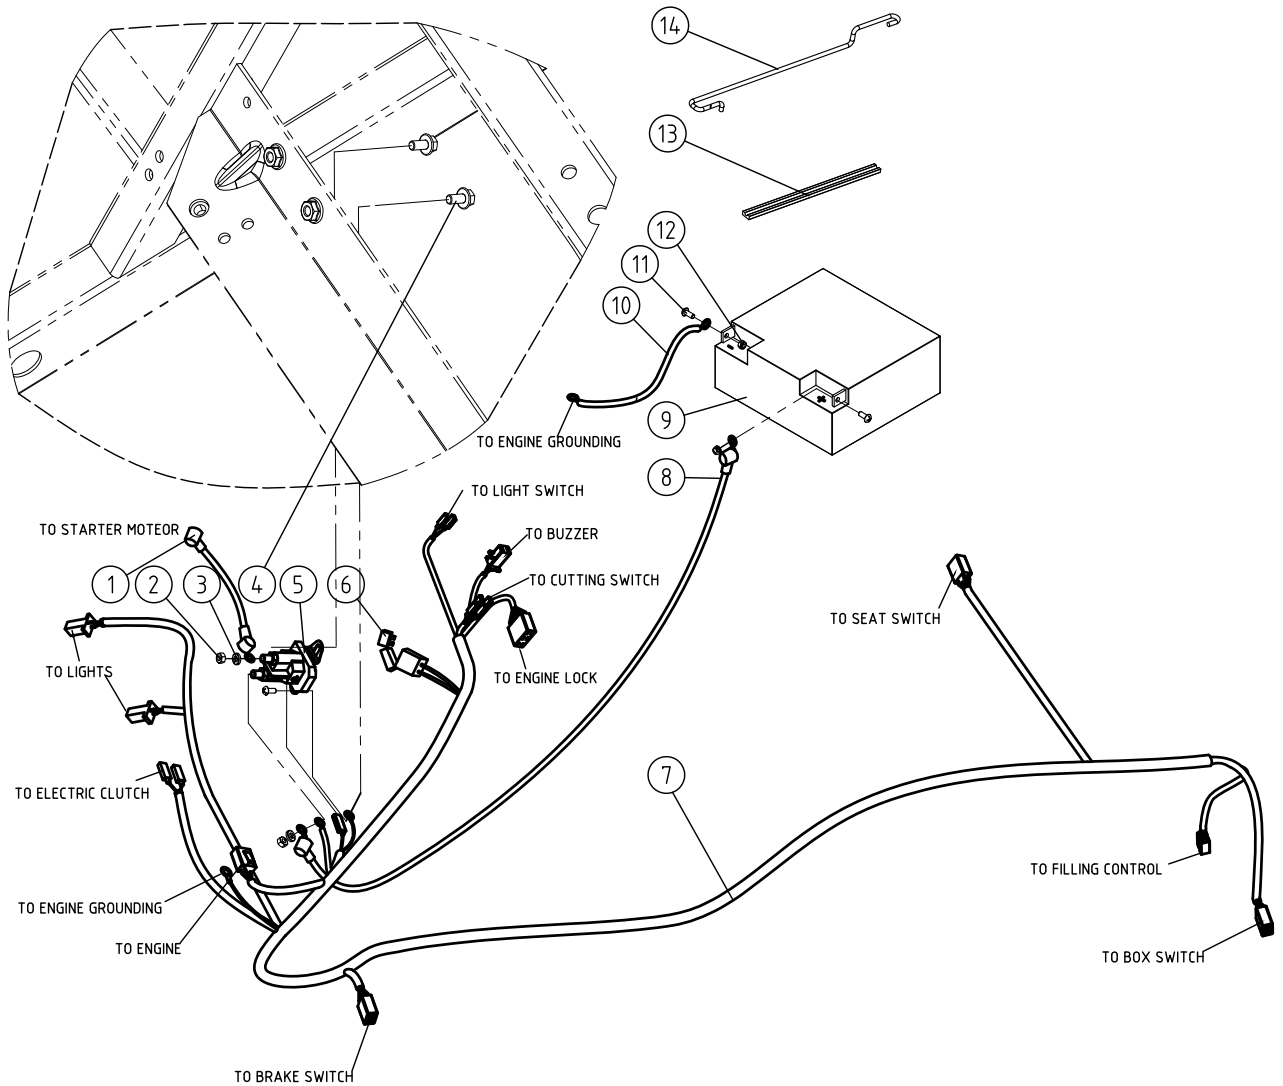 14
13
12
11
10
9
TO ENGINE GROUNDING
8
TO LIGHT SWITCH
TO STARTER MOTEOR
TO BUZZER
1
2
3
4
5
6
TO CUTTING SWITCH
TO SEAT SWITCH
TO LIGHTS
TO ENGINE LOCK
7
TO ELECTRIC CLUTCH
TO FILLING CONTROL
TO ENGINE GROUNDING
TO ENGINE
TO BOX SWITCH
TO BRAKE SWITCH